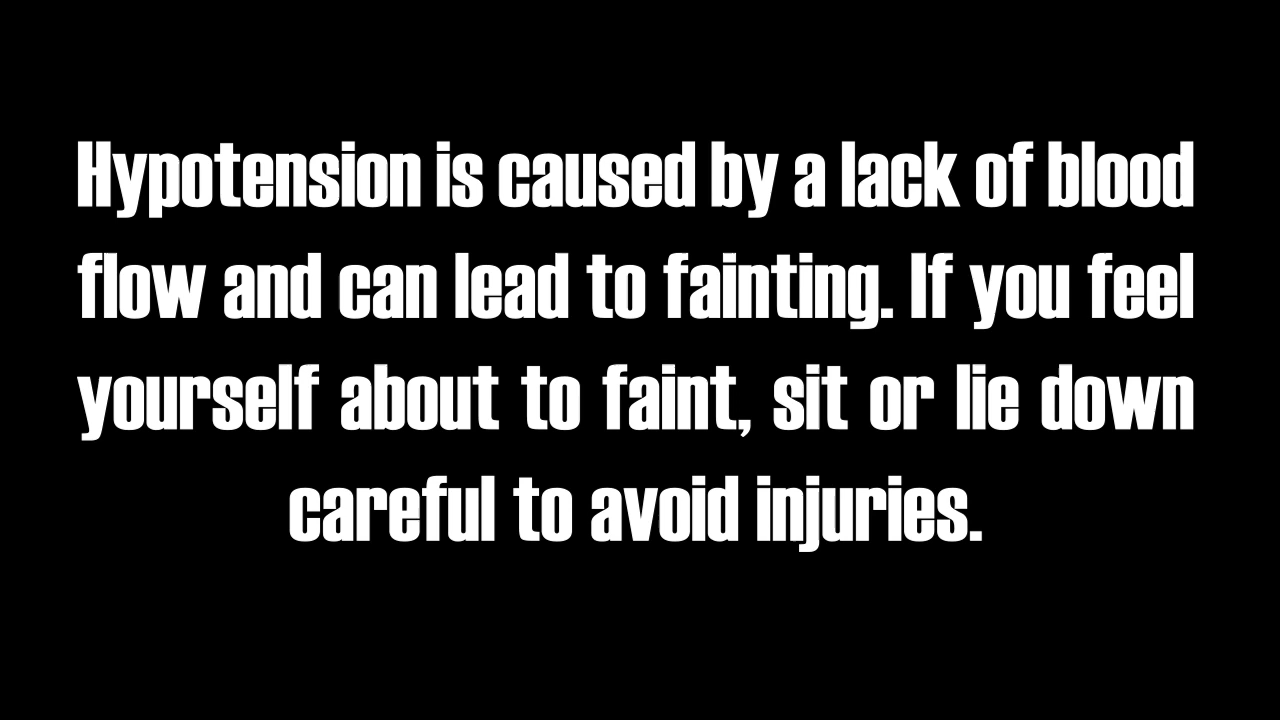 Hypotension is caused by a lack of blood
flow and can lead to fainting. If you feel
yourself about to faint, sit or lie down
careful to avoid injuries.